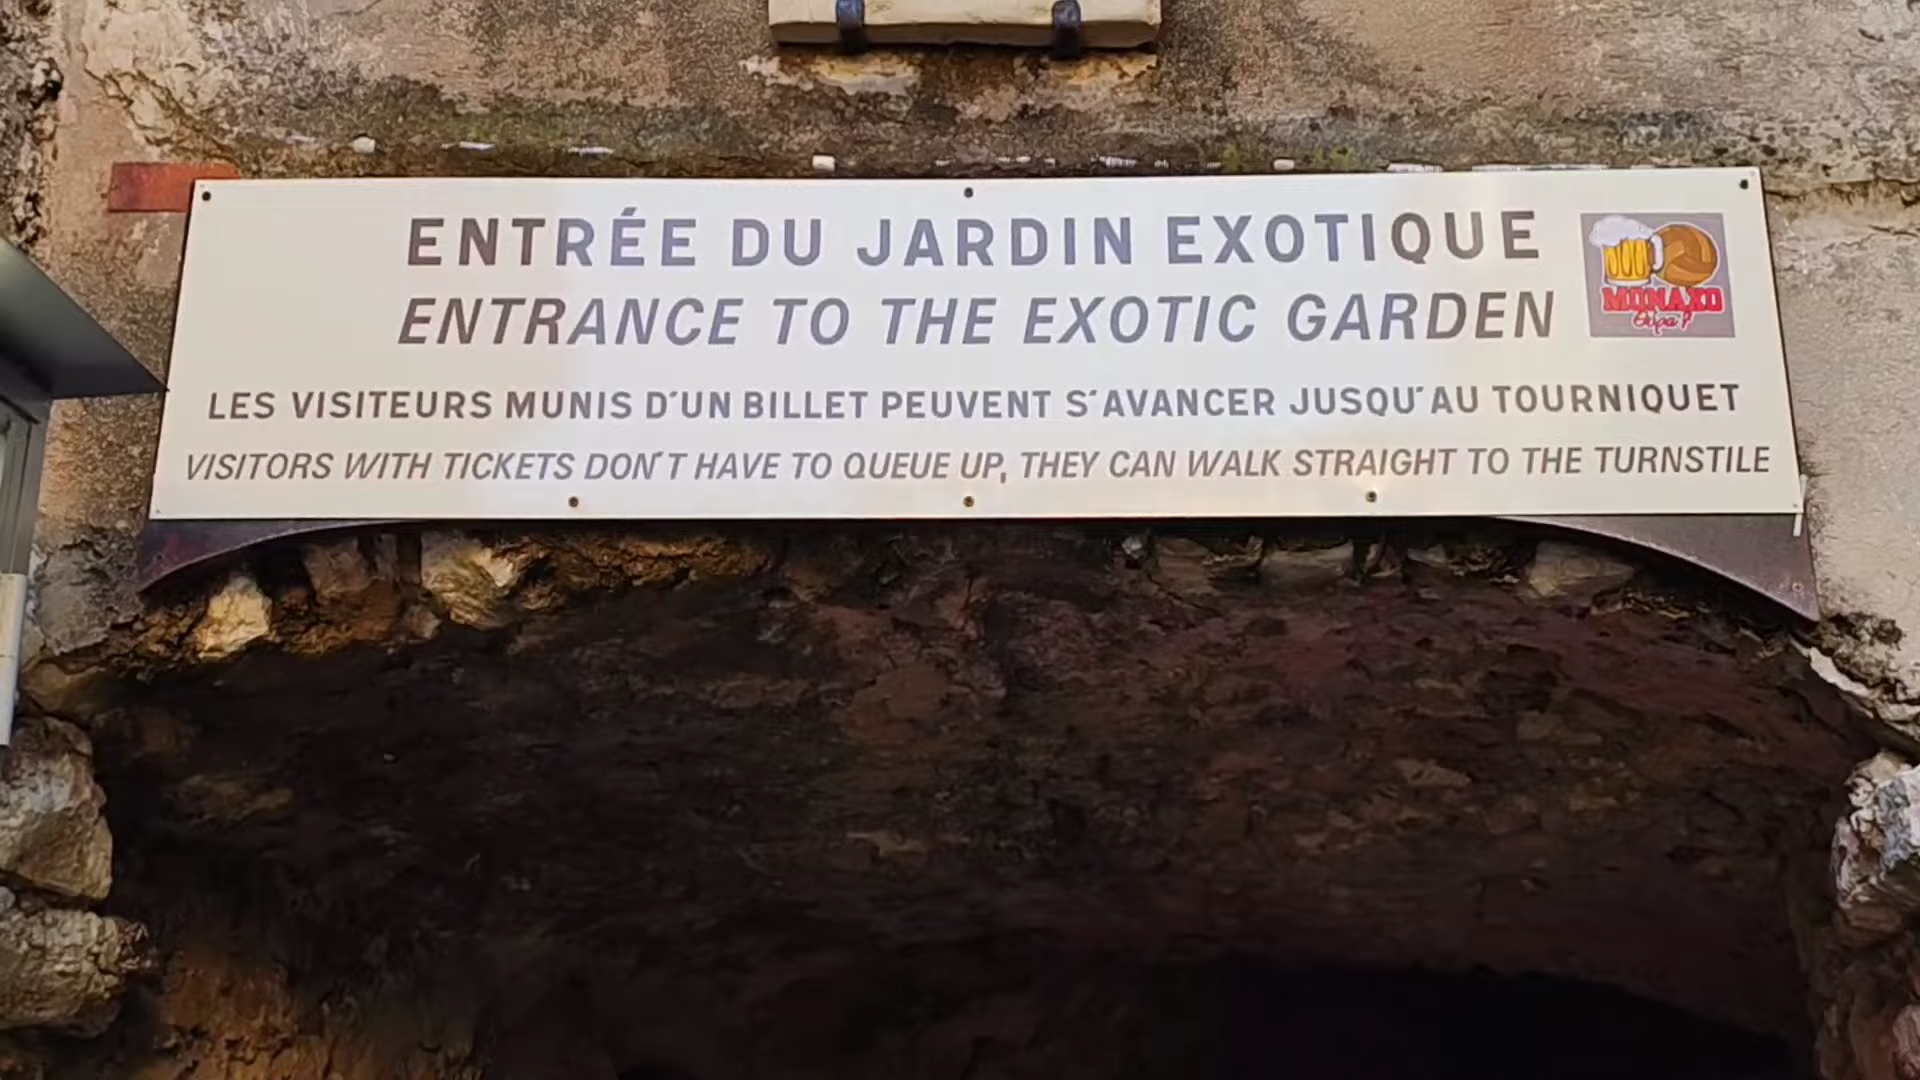 ENTRÉE DU JARDIN EXOTIQUE
ENTRANCE TO THE EXOTIC GARDEN
MONAXO
LES VISITEURS MUNIS D'UN BILLET PEUVENT S'AVANCER JUSQU'AU TOURNIQUET
VISITORS WITH TICKETS DON'T HAVE TO QUEUE UP, THEY CAN WALK STRAIGHT TO THE TURNSTILE